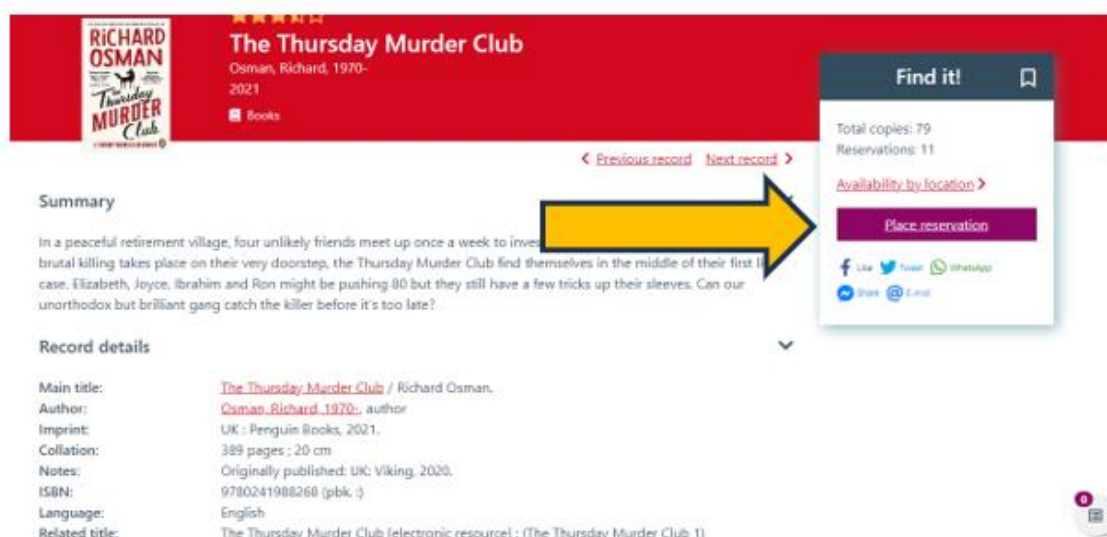 RICHARD
OSMAN
The
Thursday
MURDER
Club
The Thursday Murder Club
Osman, Richard, 1970-
2021
Books
Find it!
Total copies: 79
Reservations: 11
Availability by location
Place reservation
Like Tweet WhatsApp
Share E-mail
Previous record Next record
Summary
In a peaceful retirement village, four unlikely friends meet up once a week to
brutal killing takes place on their very doorstep, the Thursday Murder Club find themselves in the middle of their first
case. Elizabeth, Joyce, Ibrahim and Ron might be pushing 80 but they still have a few tricks up their sleeves. Can our
unorthodox but brilliant gang catch the killer before it's too late?
Record details
Main title: The Thursday Murder Club / Richard Osman.
Author: Osman, Richard, 1970-, author
Imprint: UK : Penguin Books, 2021.
Collation: 389 pages ; 20 cm
Notes: Originally published: UK: Viking, 2020.
ISBN: 9780241988268 (pbk. :)
Language: English
Related title: The Thursday Murder Club [electronic resource] : (The Thursday Murder Club 1)
0